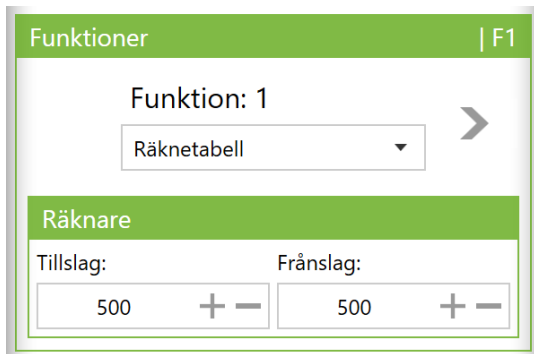 Funktioner | F1
Funktion: 1
Räknetabell
Räknare
Tillslag: Frånslag:
500 500